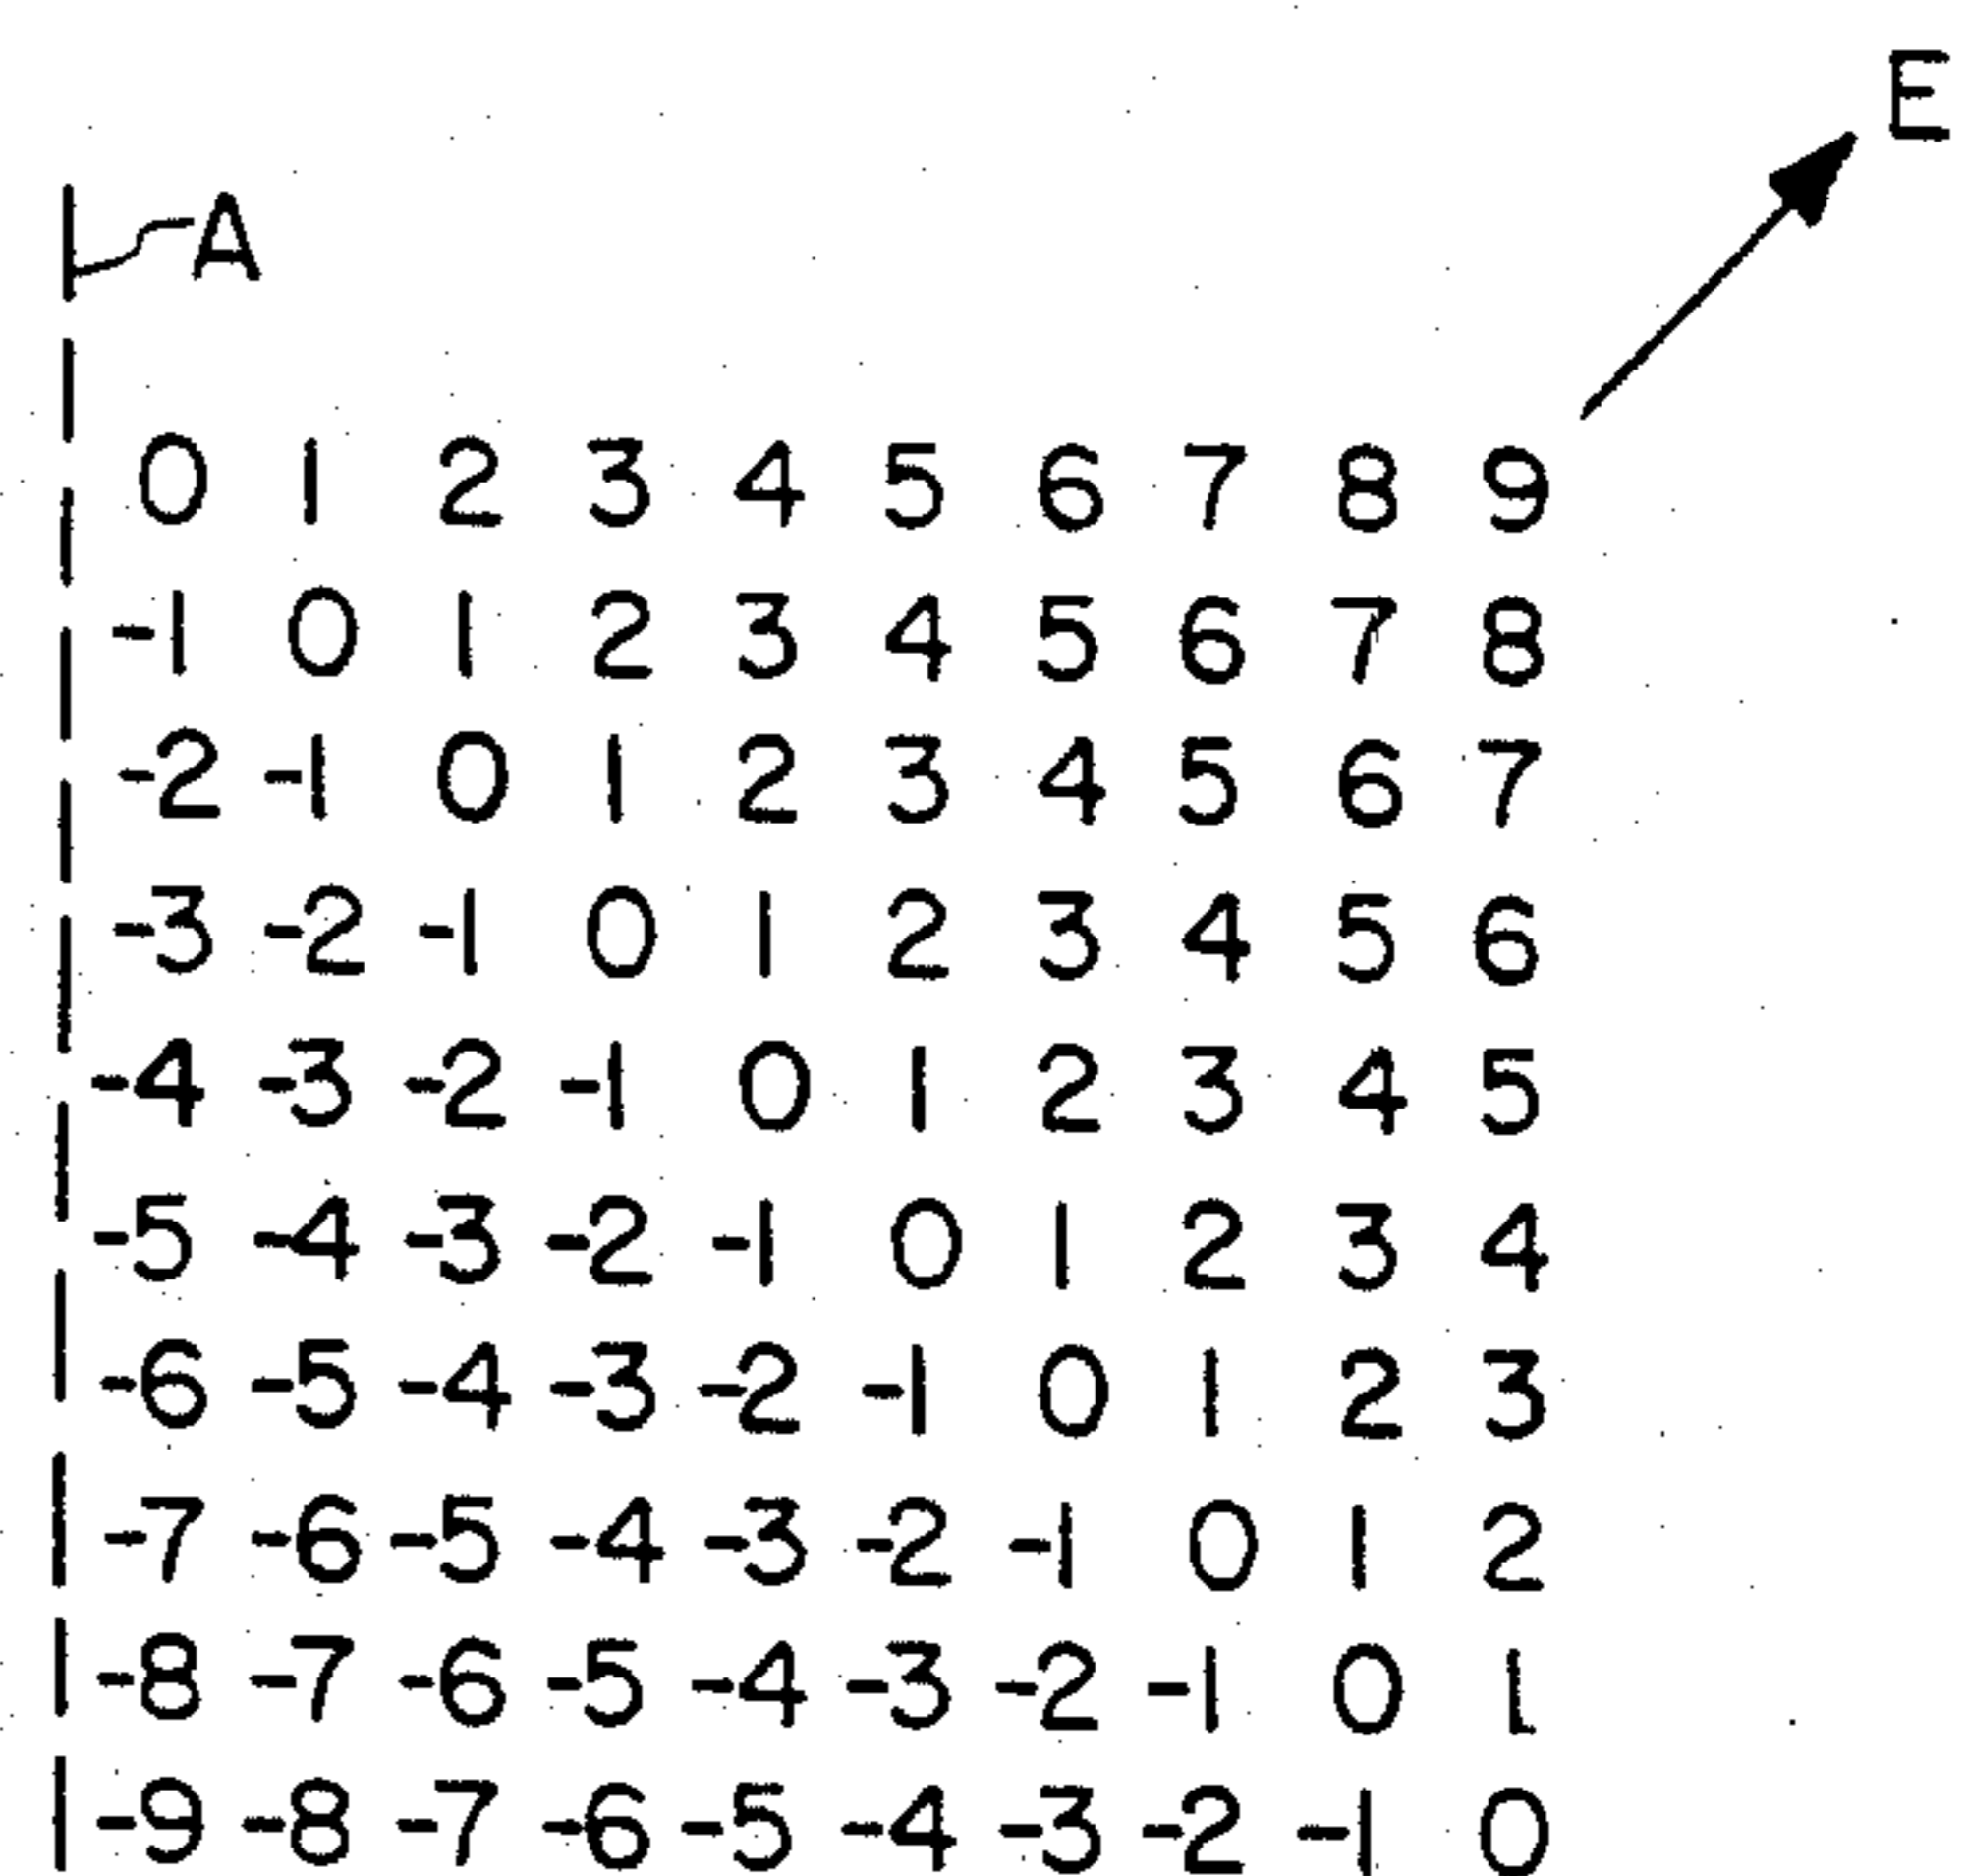 E
A
0 1 2 3 4 5 6 7 8 9
-1 0 1 2 3 4 5 6 7 8
-2 -1 0 1 2 3 4 5 6 7
-3 -2 -1 0 1 2 3 4 5 6
-4 -3 -2 -1 0 1 2 3 4 5
-5 -4 -3 -2 -1 0 1 2 3 4
-6 -5 -4 -3 -2 -1 0 1 2 3
-7 -6 -5 -4 -3 -2 -1 0 1 2
-8 -7 -6 -5 -4 -3 -2 -1 0 1
-9 -8 -7 -6 -5 -4 -3 -2 -1 0